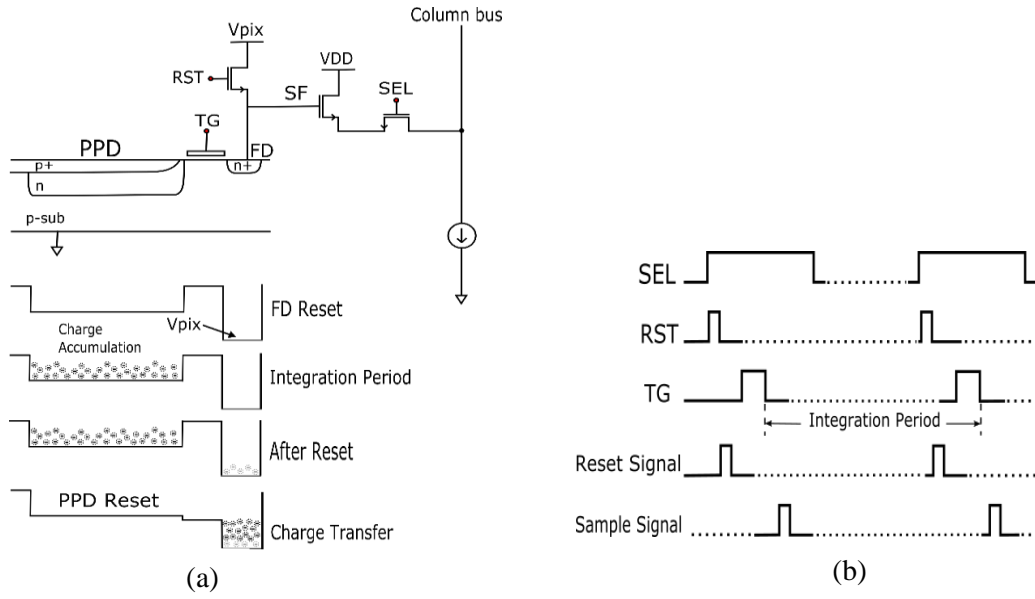 Column bus
Vpix
VDD
RST
SF
SEL
TG
PPD
FD
p+
n+
n
p-sub
FD Reset
Vpix
Charge
Accumulation
Integration Period
After Reset
PPD Reset
Charge Transfer
(a)
SEL
RST
TG
Integration Period
Reset Signal
Sample Signal
(b)